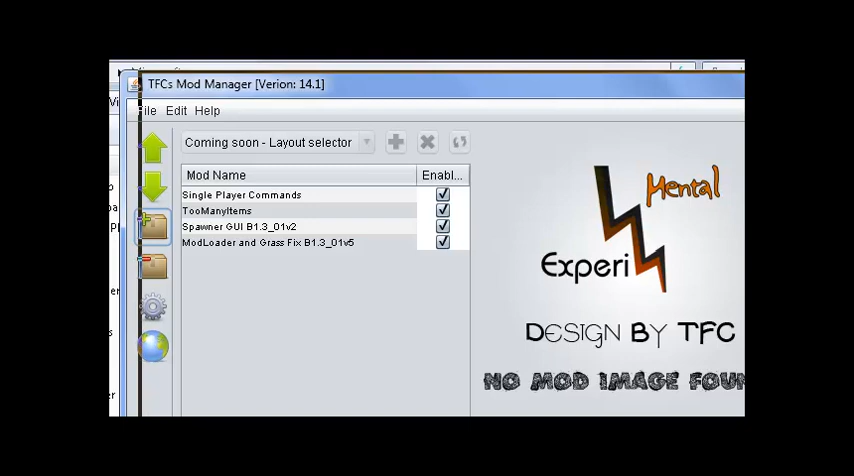 TFCs Mod Manager [Verion: 14.1]
File Edit Help
Coming soon - Layout selector
Mod Name Enabl...
Single Player Commands
TooManyItems
Spawner GUI B1.3_01v2
ModLoader and Grass Fix B1.3_01v5
Mental
Experi
DESIGN BY TFC
NO MOD IMAGE FOUN